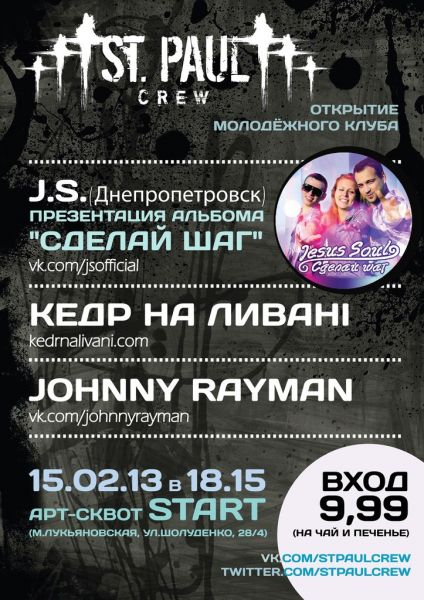 ST. PAUL
CREW
ОТКРЫТИЕ
МОЛОДЁЖНОГО КЛУБА
J.S. (Днепропетровск)
ПРЕЗЕНТАЦИЯ АЛЬБОМА
"СДЕЛАЙ ШАГ"
vk.com/jsofficial
Jesus Soul
Сделай шаг
КЕДР НА ЛИВАНІ
kedrnalivani.com
JOHNNY RAYMAN
vk.com/johnnyrayman
15.02.13 в 18.15
АРТ-СКВОТ START
(М.ЛУКЬЯНОВСКАЯ, УЛ.ШОЛУДЕНКО, 28/4)
ВХОД
9,99
(НА ЧАЙ И ПЕЧЕНЬЕ)
VK.COM/STPAULCREW
TWITTER.COM/STPAULCREW